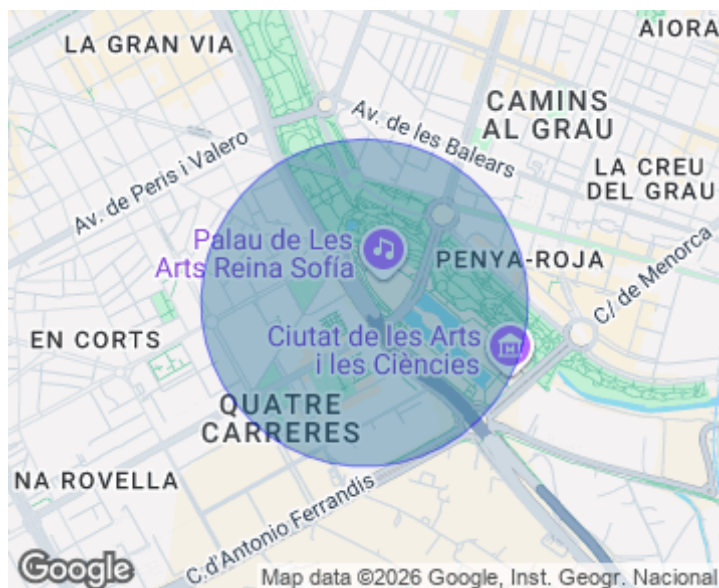 AIORA
LA GRAN VIA
CAMINS
AL GRAU
Av. de les Balears
Av. de Peris i Valero
LA CREU
DEL GRAU
Palau de Les
Arts Reina Sofía
PENYA-ROJA
C/ de Menorca
EN CORTS
Ciutat de les Arts
i les Ciències
QUATRE
CARRERES
NA ROVELLA
C.d'Antonio Ferrandis
Google
Map data ©2026 Google, Inst. Geogr. Nacional